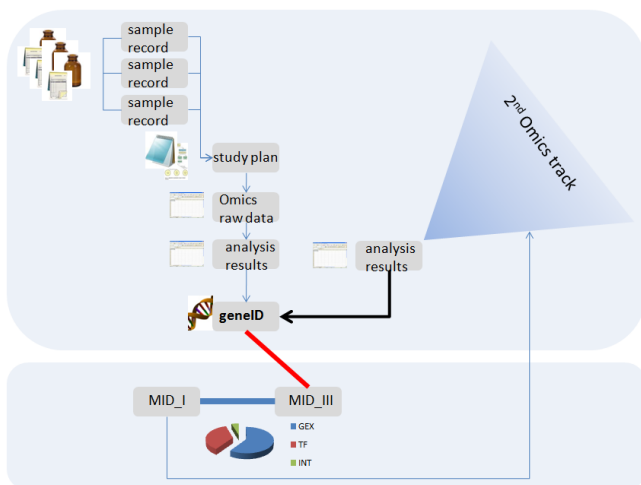 sample
record
sample
record
sample
record
study plan
Omics
raw data
analysis
results
analysis
results
geneID
2nd Omics track
MID_I
MID_III
GEX
TF
INT